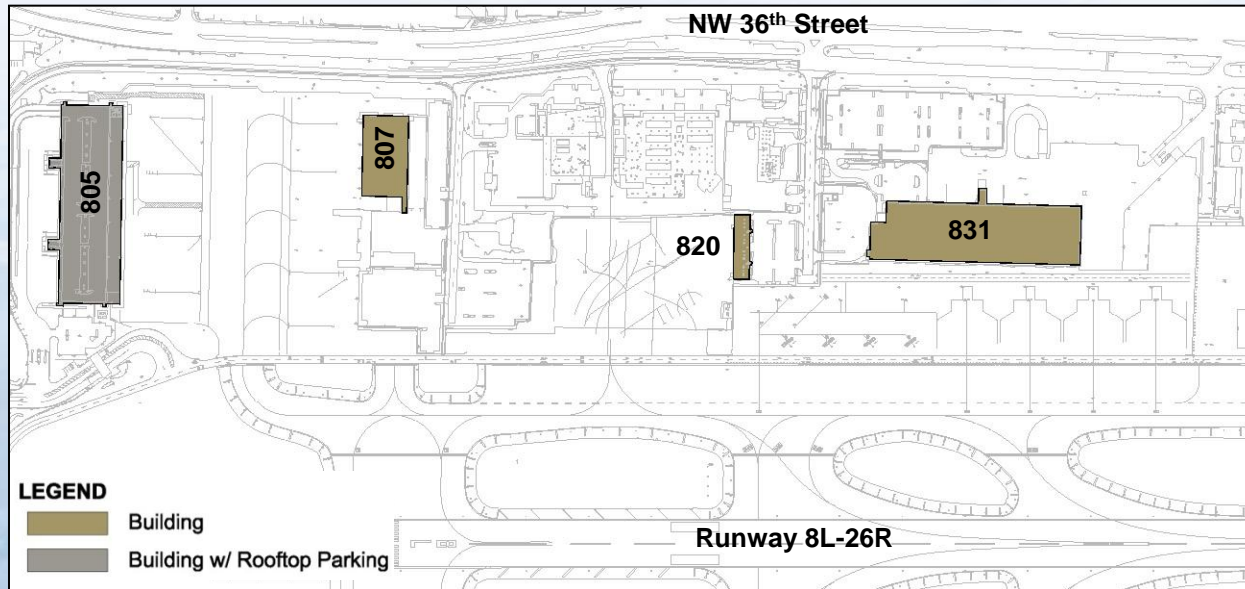 NW 36th Street
805
807
820
831
LEGEND
Building
Building w/ Rooftop Parking
Runway 8L-26R